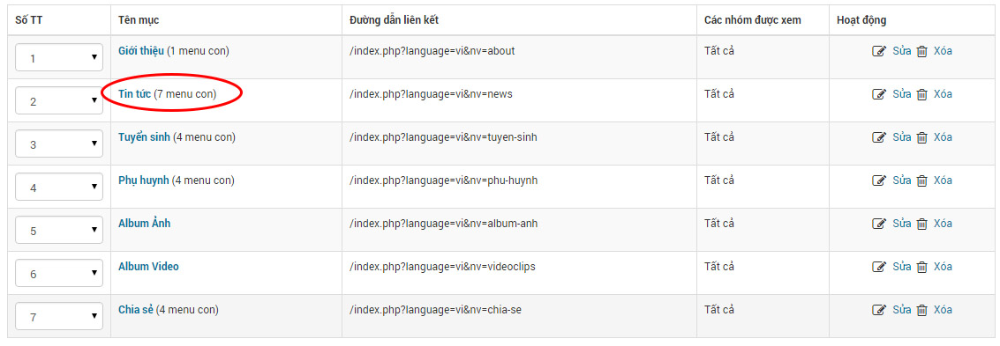 Số TT Tên mục Đường dẫn liên kết Các nhóm được xem Hoạt động
1 Giới thiệu (1 menu con) /index.php?language=vi&nv=about Tất cả Sửa Xóa
2 Tin tức (7 menu con) /index.php?language=vi&nv=news Tất cả Sửa Xóa
3 Tuyển sinh (4 menu con) /index.php?language=vi&nv=tuyen-sinh Tất cả Sửa Xóa
4 Phụ huynh (4 menu con) /index.php?language=vi&nv=phu-huynh Tất cả Sửa Xóa
5 Album Ảnh /index.php?language=vi&nv=album-anh Tất cả Sửa Xóa
6 Album Video /index.php?language=vi&nv=videoclips Tất cả Sửa Xóa
7 Chia sẻ (4 menu con) /index.php?language=vi&nv=chia-se Tất cả Sửa Xóa